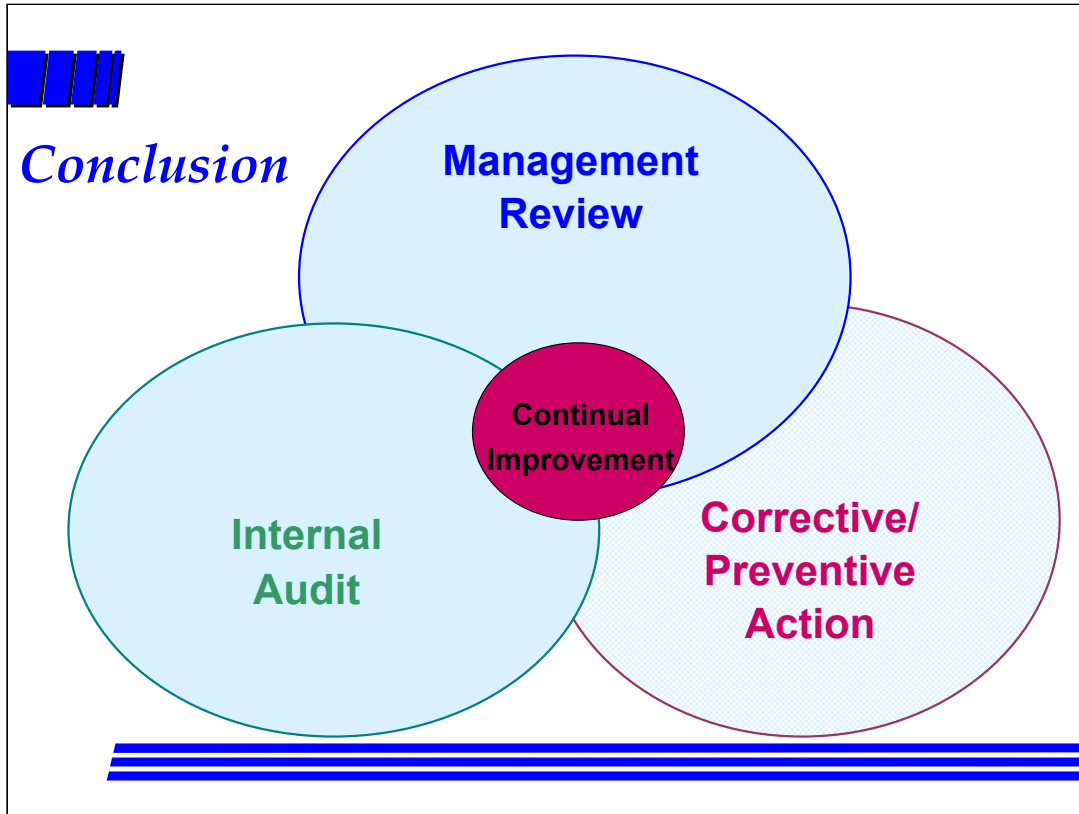 Conclusion
Management
Review
Continual
Improvement
Internal
Audit
Corrective/
Preventive
Action